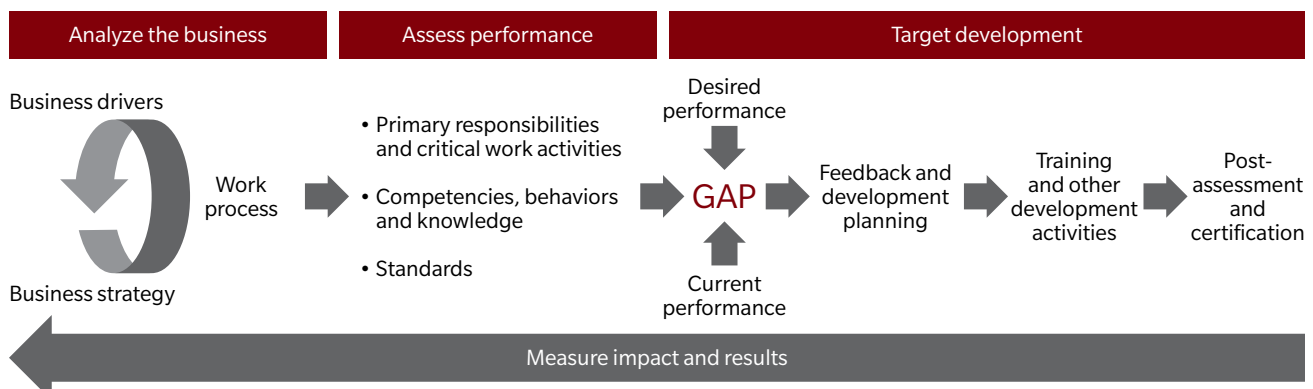 Analyze the business
Assess performance
Target development
Business drivers
Work
process
Business strategy
• Primary responsibilities
and critical work activities
• Competencies, behaviors
and knowledge
• Standards
Desired
performance
GAP
Current
performance
Feedback and
development
planning
Training
and other
development
activities
Post-
assessment
and
certification
Measure impact and results